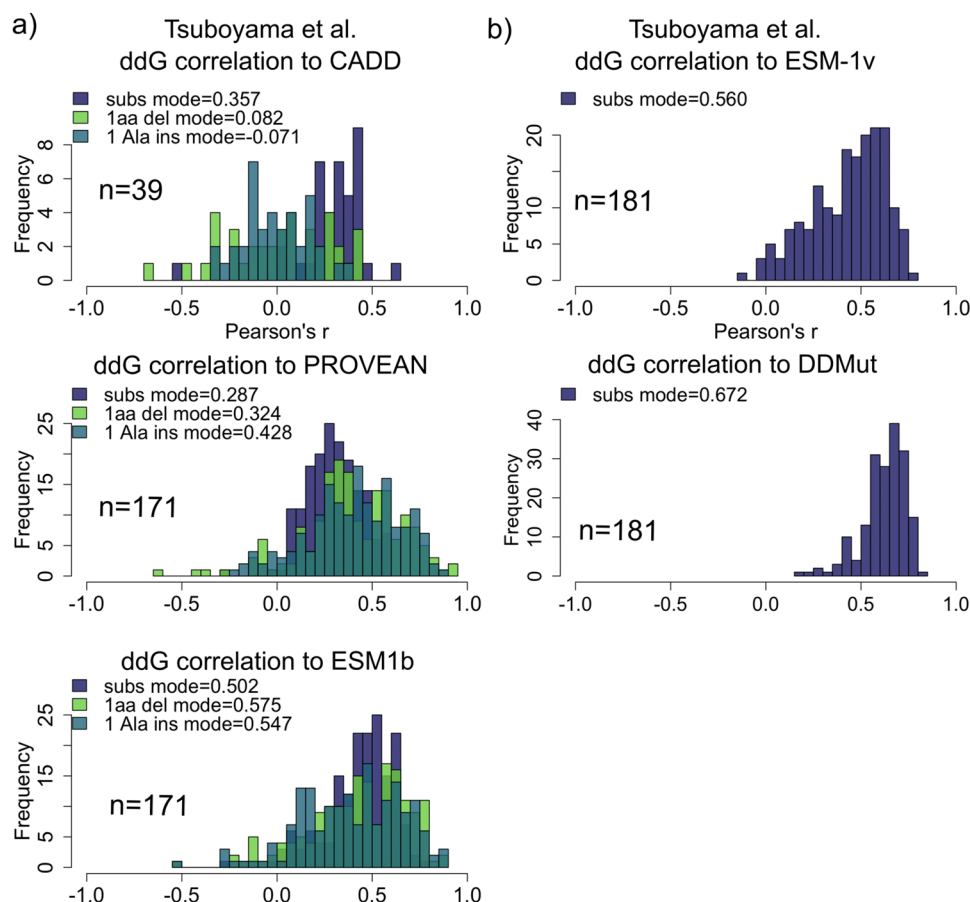 a)
Tsuboyama et al.
ddG correlation to CADD
subs mode=0.357
1aa del mode=0.082
1 Ala ins mode=-0.071
n=39
Frequency
0 2 4 6 8
-1.0 -0.5 0.0 0.5 1.0
Pearson's r
ddG correlation to PROVEAN
subs mode=0.287
1aa del mode=0.324
1 Ala ins mode=0.428
n=171
Frequency
0 5 15 25
-1.0 -0.5 0.0 0.5 1.0
ddG correlation to ESM1b
subs mode=0.502
1aa del mode=0.575
1 Ala ins mode=0.547
n=171
Frequency
0 5 15 25
-1.0 -0.5 0.0 0.5 1.0
b)
Tsuboyama et al.
ddG correlation to ESM-1v
subs mode=0.560
n=181
Frequency
0 5 10 20
-1.0 -0.5 0.0 0.5 1.0
Pearson's r
ddG correlation to DDMut
subs mode=0.672
n=181
Frequency
0 10 20 30 40
-1.0 -0.5 0.0 0.5 1.0